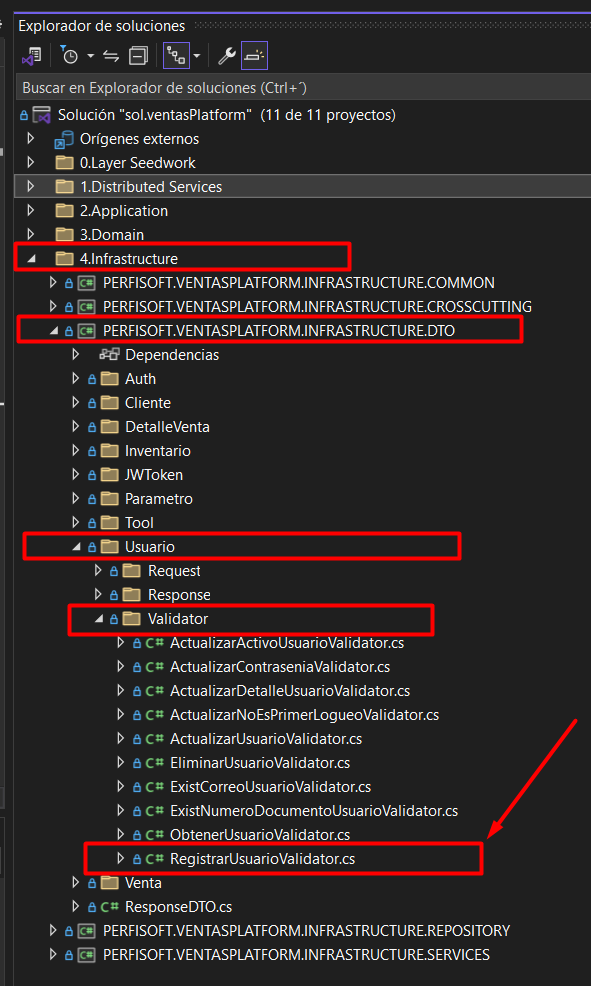 Explorador de soluciones
Buscar en Explorador de soluciones (Ctrl+´)
Solución "sol.ventasPlatform" (11 de 11 proyectos)
Orígenes externos
0.Layer Seedwork
1.Distributed Services
2.Application
3.Domain
4.Infrastructure
C# PERFISOFT.VENTASPLATFORM.INFRASTRUCTURE.COMMON
C# PERFISOFT.VENTASPLATFORM.INFRASTRUCTURE.CROSSCUTTING
C# PERFISOFT.VENTASPLATFORM.INFRASTRUCTURE.DTO
Dependencias
Auth
Cliente
DetalleVenta
Inventario
JWToken
Parametro
Tool
Usuario
Request
Response
Validator
C# ActualizarActivoUsuarioValidator.cs
C# ActualizarContraseniaValidator.cs
C# ActualizarDetalleUsuarioValidator.cs
C# ActualizarNoEsPrimerLogueoValidator.cs
C# ActualizarUsuarioValidator.cs
C# EliminarUsuarioValidator.cs
C# ExistCorreoUsuarioValidator.cs
C# ExistNumeroDocumentoUsuarioValidator.cs
C# ObtenerUsuarioValidator.cs
C# RegistrarUsuarioValidator.cs
Venta
C# ResponseDTO.cs
C# PERFISOFT.VENTASPLATFORM.INFRASTRUCTURE.REPOSITORY
C# PERFISOFT.VENTASPLATFORM.INFRASTRUCTURE.SERVICES